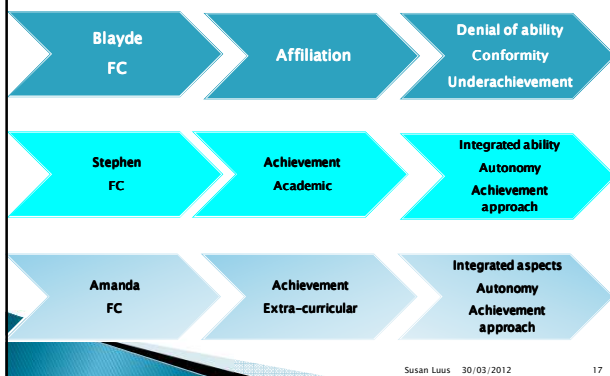 Blayde
FC
Affiliation
Denial of ability
Conformity
Underachievement
Stephen
FC
Achievement
Academic
Integrated ability
Autonomy
Achievement
approach
Amanda
FC
Achievement
Extra-curricular
Integrated aspects
Autonomy
Achievement
approach
Susan Luus 30/03/2012 17